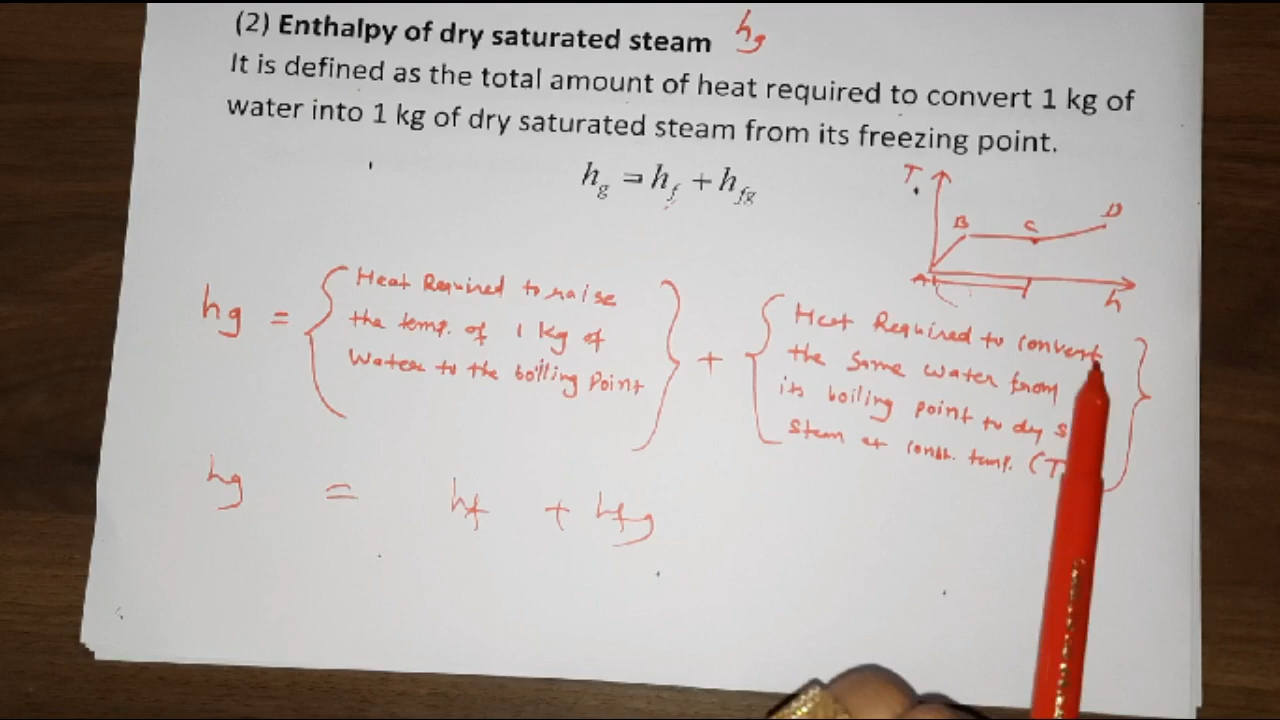 (2) Enthalpy of dry saturated steam hg
It is defined as the total amount of heat required to convert 1 kg of
water into 1 kg of dry saturated steam from its freezing point.
hg = hf + hfg
T
B C D
A
h
hg = { Heat Required to raise
the temp. of 1 kg of
Water to the boiling Point }
+ { Heat Required to convert
the Same water from
its boiling point to dry s
steam at const. temp. (T }
hg = hf + hfg